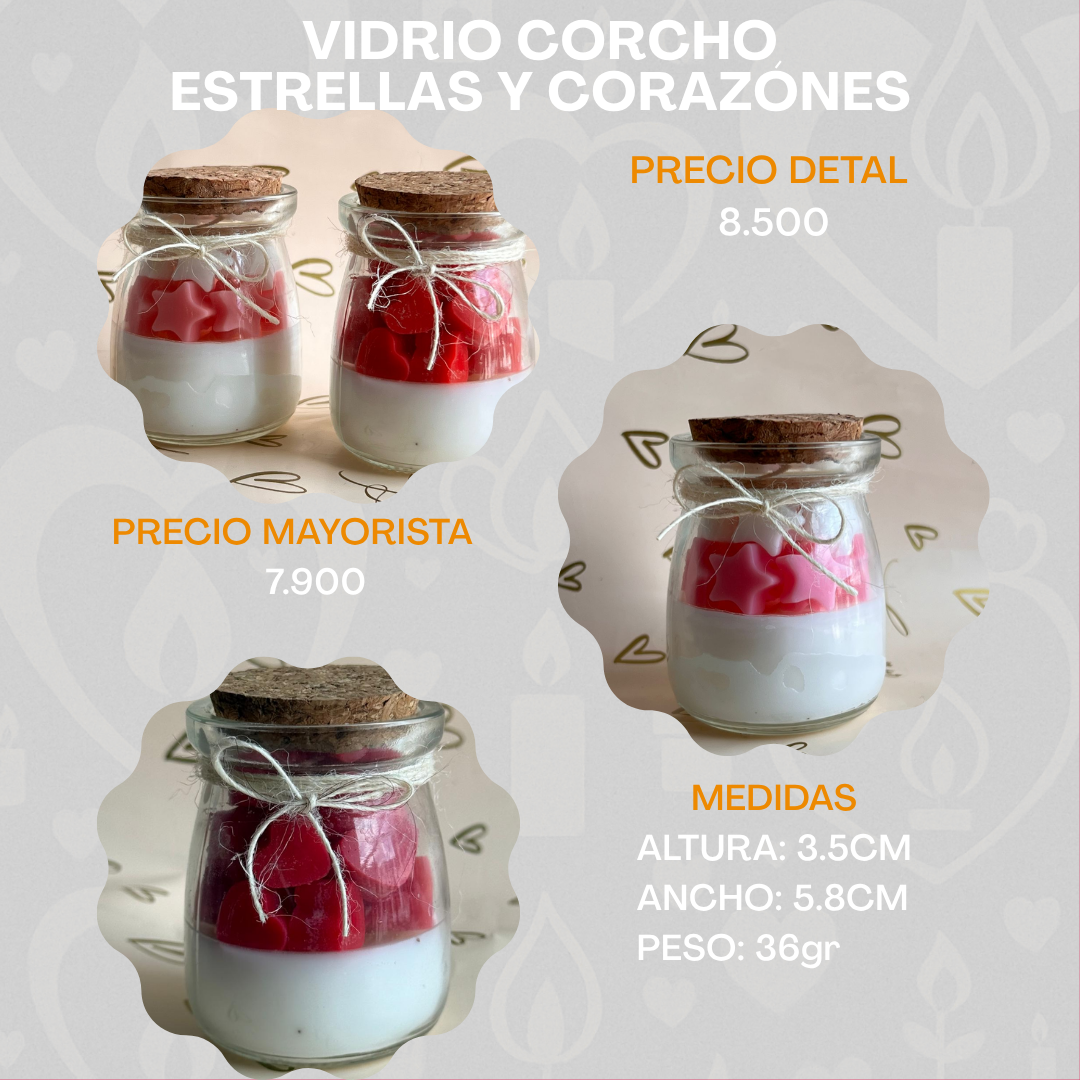 VIDRIO CORCHO
ESTRELLAS Y CORAZÓNES
PRECIO DETAL
8.500
PRECIO MAYORISTA
7.900
MEDIDAS
ALTURA: 3.5CM
ANCHO: 5.8CM
PESO: 36gr